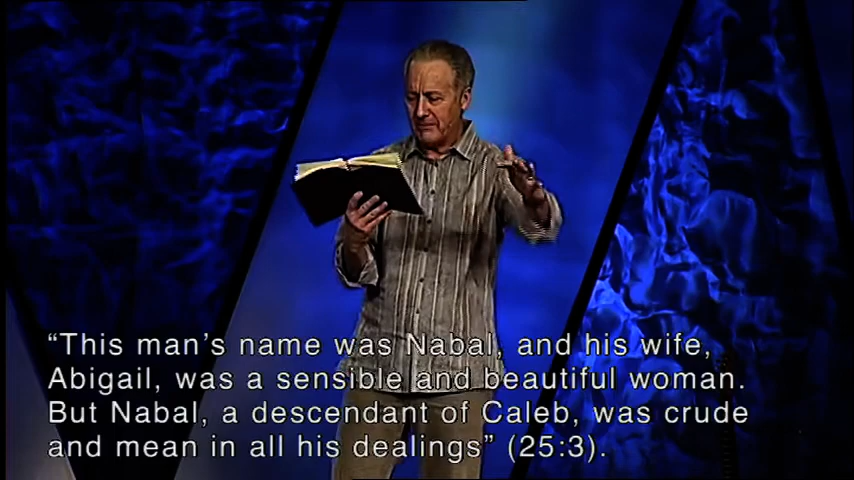 “This man’s name was Nabal, and his wife,
Abigail, was a sensible and beautiful woman.
But Nabal, a descendant of Caleb, was crude
and mean in all his dealings” (25:3).